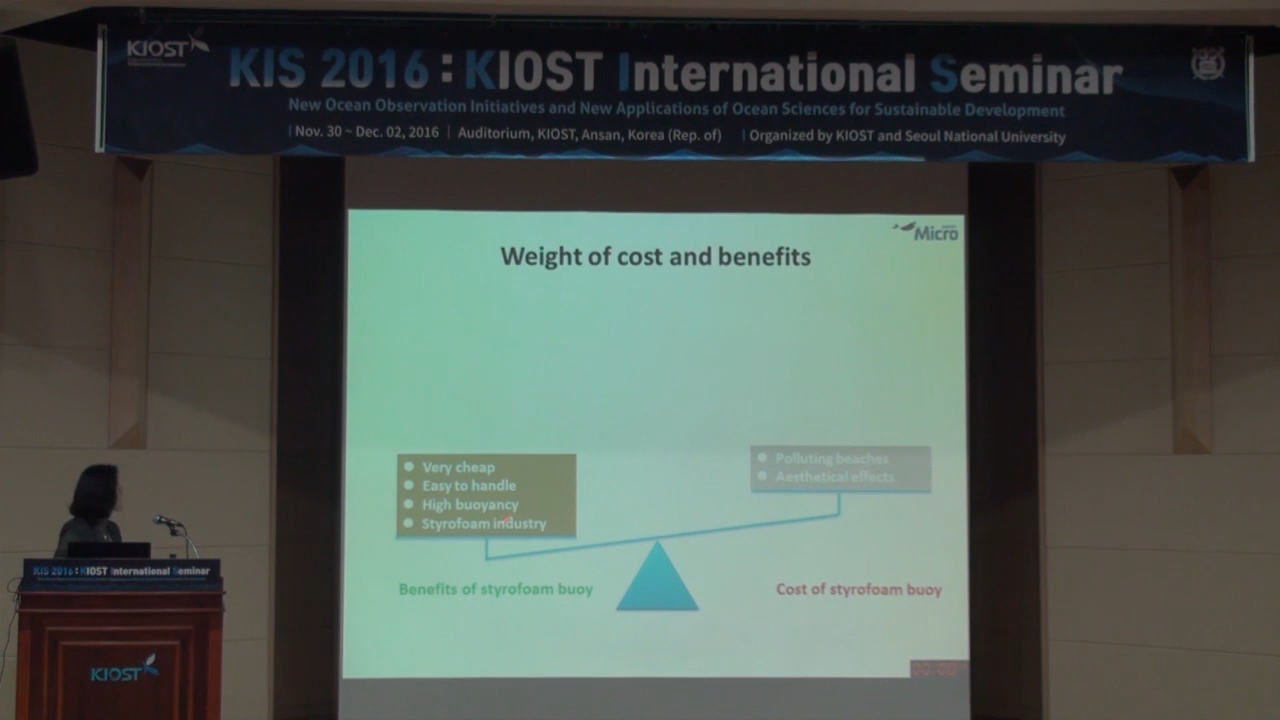 KIOST
KIS 2016 : KIOST International Seminar
New Ocean Observation Initiatives and New Applications of Ocean Sciences for Sustainable Development
Nov. 30 ~ Dec. 02, 2016 | Auditorium, KIOST, Ansan, Korea (Rep. of) | Organized by KIOST and Seoul National University
Micro
Weight of cost and benefits
Very cheap
Easy to handle
High buoyancy
Styrofoam industry
Polluting beaches
Aesthetical effects
Benefits of styrofoam buoy
Cost of styrofoam buoy
KIS 2016 : KIOST International Seminar
KIOST